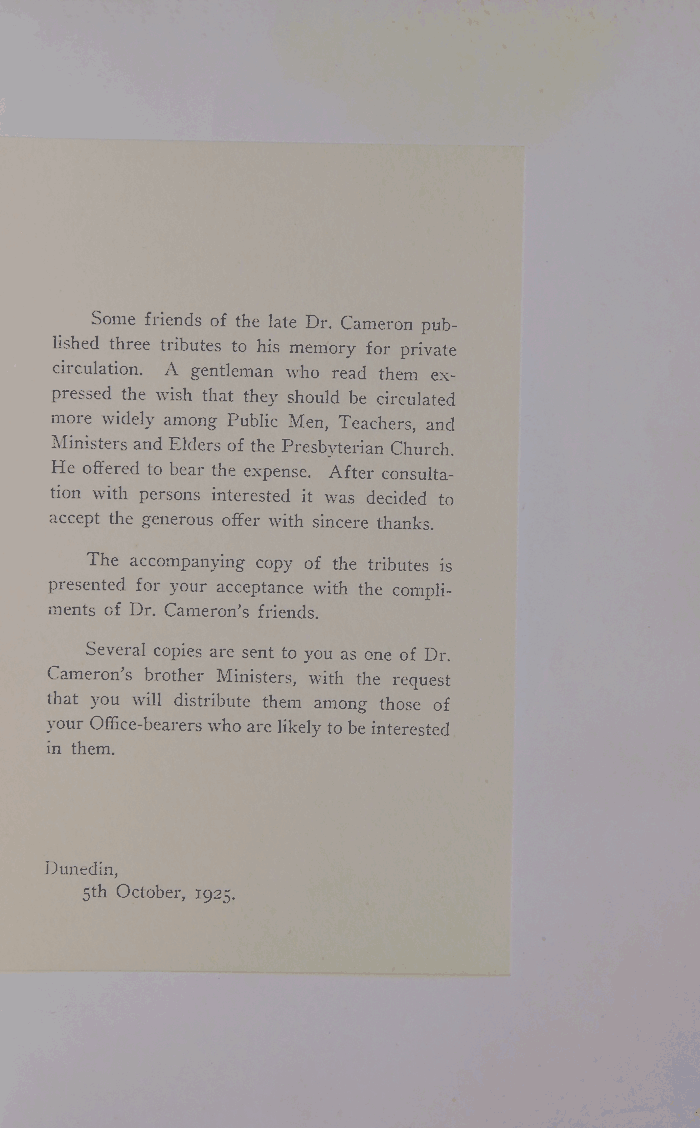 Some friends of the late Dr. Cameron pub-
lished three tributes to his memory for private
circulation. A gentleman who read them ex-
pressed the wish that they should be circulated
more widely among Public Men, Teachers, and
Ministers and Elders of the Presbyterian Church.
He offered to bear the expense. After consulta-
tion with persons interested it was decided to
accept the generous offer with sincere thanks.
The accompanying copy of the tributes is
presented for your acceptance with the compli-
ments of Dr. Cameron's friends.
Several copies are sent to you as one of Dr.
Cameron's brother Ministers, with the request
that you will distribute them among those of
your Office-bearers who are likely to be interested
in them.
Dunedin,
5th October, 1925.